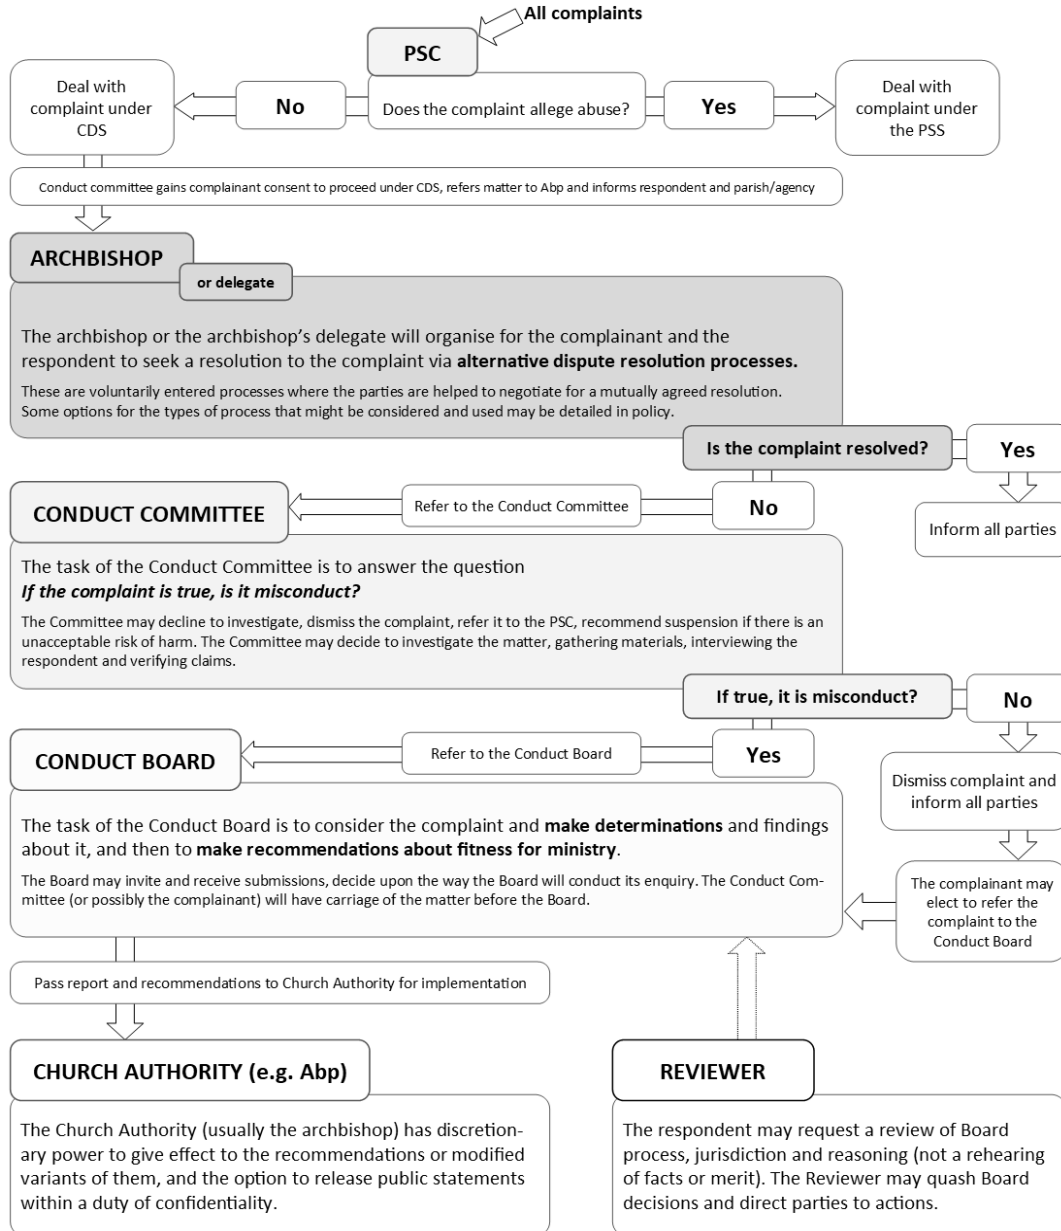 All complaints
PSC
Does the complaint allege abuse?
No
Yes
Deal with
complaint under
CDS
Deal with
complaint under
the PSS
Conduct committee gains complainant consent to proceed under CDS, refers matter to Abp and informs respondent and parish/agency
ARCHBISHOP
or delegate
The archbishop or the archbishop’s delegate will organise for the complainant and the
respondent to seek a resolution to the complaint via alternative dispute resolution processes.
These are voluntarily entered processes where the parties are helped to negotiate for a mutually agreed resolution.
Some options for the types of process that might be considered and used may be detailed in policy.
Is the complaint resolved?
Yes
Inform all parties
No
Refer to the Conduct Committee
CONDUCT COMMITTEE
The task of the Conduct Committee is to answer the question
If the complaint is true, is it misconduct?
The Committee may decline to investigate, dismiss the complaint, refer it to the PSC, recommend suspension if there is an
unacceptable risk of harm. The Committee may decide to investigate the matter, gathering materials, interviewing the
respondent and verifying claims.
If true, it is misconduct?
No
Dismiss complaint and
inform all parties
The complainant may
elect to refer the
complaint to the
Conduct Board
Yes
Refer to the Conduct Board
CONDUCT BOARD
The task of the Conduct Board is to consider the complaint and make determinations and findings
about it, and then to make recommendations about fitness for ministry.
The Board may invite and receive submissions, decide upon the way the Board will conduct its enquiry. The Conduct Com-
mittee (or possibly the complainant) will have carriage of the matter before the Board.
Pass report and recommendations to Church Authority for implementation
CHURCH AUTHORITY (e.g. Abp)
The Church Authority (usually the archbishop) has discretion-
ary power to give effect to the recommendations or modified
variants of them, and the option to release public statements
within a duty of confidentiality.
REVIEWER
The respondent may request a review of Board
process, jurisdiction and reasoning (not a rehearing
of facts or merit). The Reviewer may quash Board
decisions and direct parties to actions.